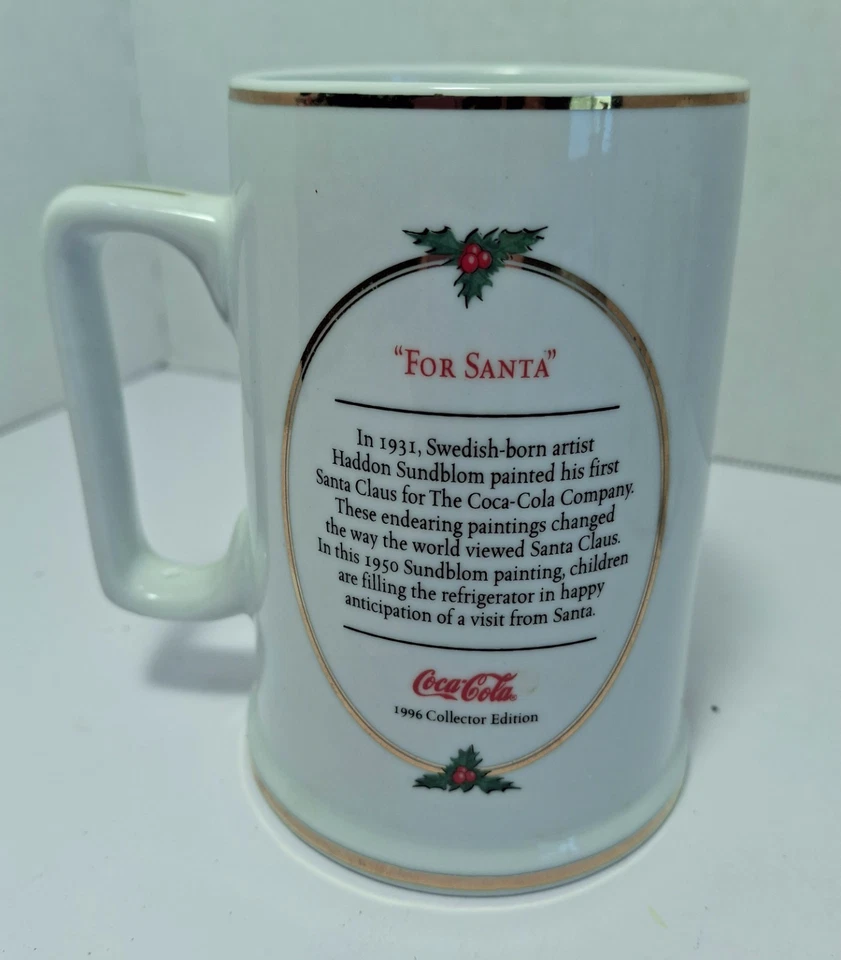 “FOR SANTA”
In 1931, Swedish-born artist
Haddon Sundblom painted his first
Santa Claus for The Coca-Cola Company.
These endearing paintings changed
the way the world viewed Santa Claus.
In this 1950 Sundblom painting, children
are filling the refrigerator in happy
anticipation of a visit from Santa.
Coca-Cola®
1996 Collector Edition